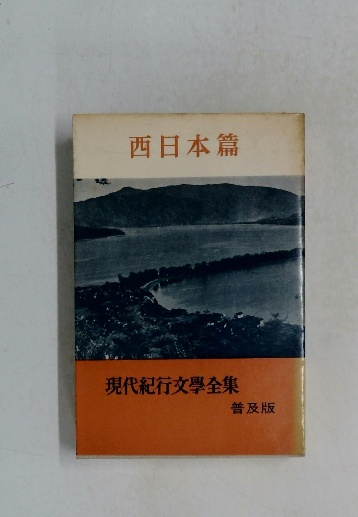 西日本篇
現代紀行文學全集
普及版